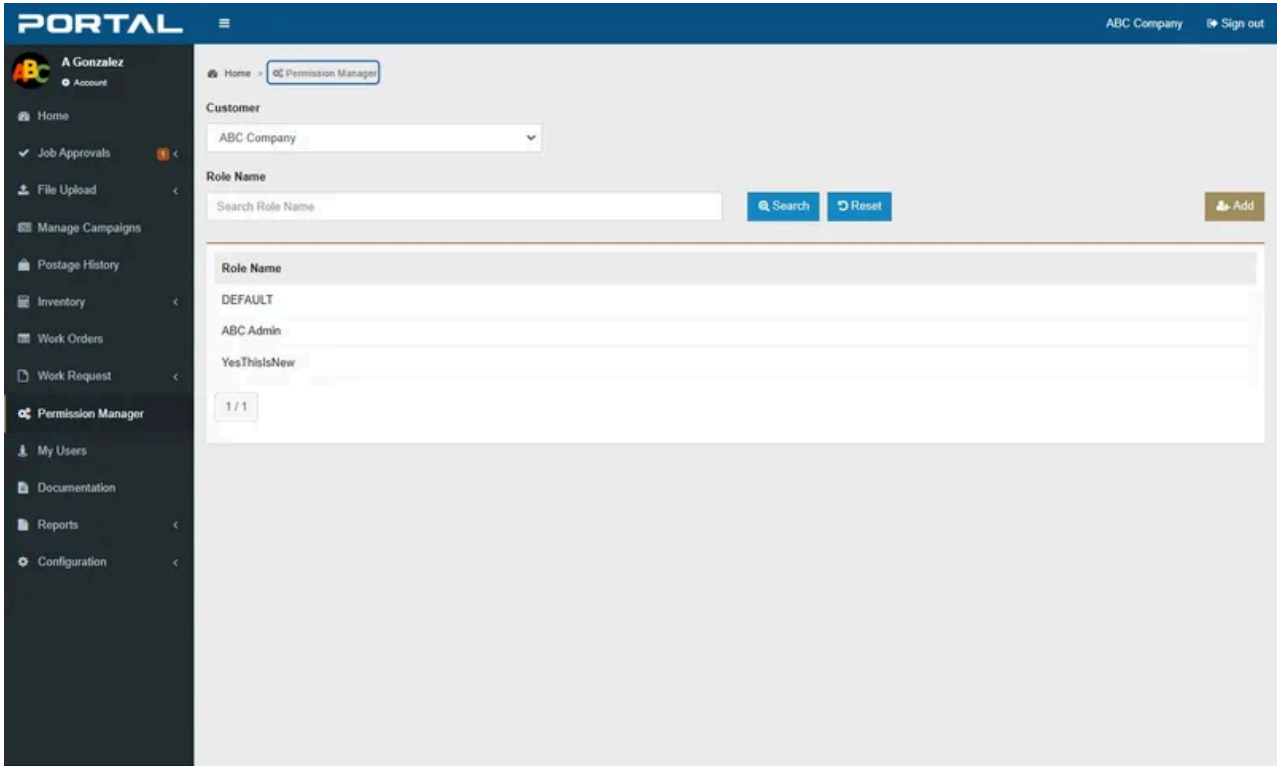 PORTAL
ABC Company Sign out
ABC
A Gonzalez
Account
Home
Job Approvals 1
File Upload
Manage Campaigns
Postage History
Inventory
Work Orders
Work Request
Permission Manager
My Users
Documentation
Reports
Configuration
Home > Permission Manager
Customer
ABC Company
Role Name
Search Role Name Search Reset Add
Role Name
DEFAULT
ABC Admin
YesThisIsNew
1 / 1